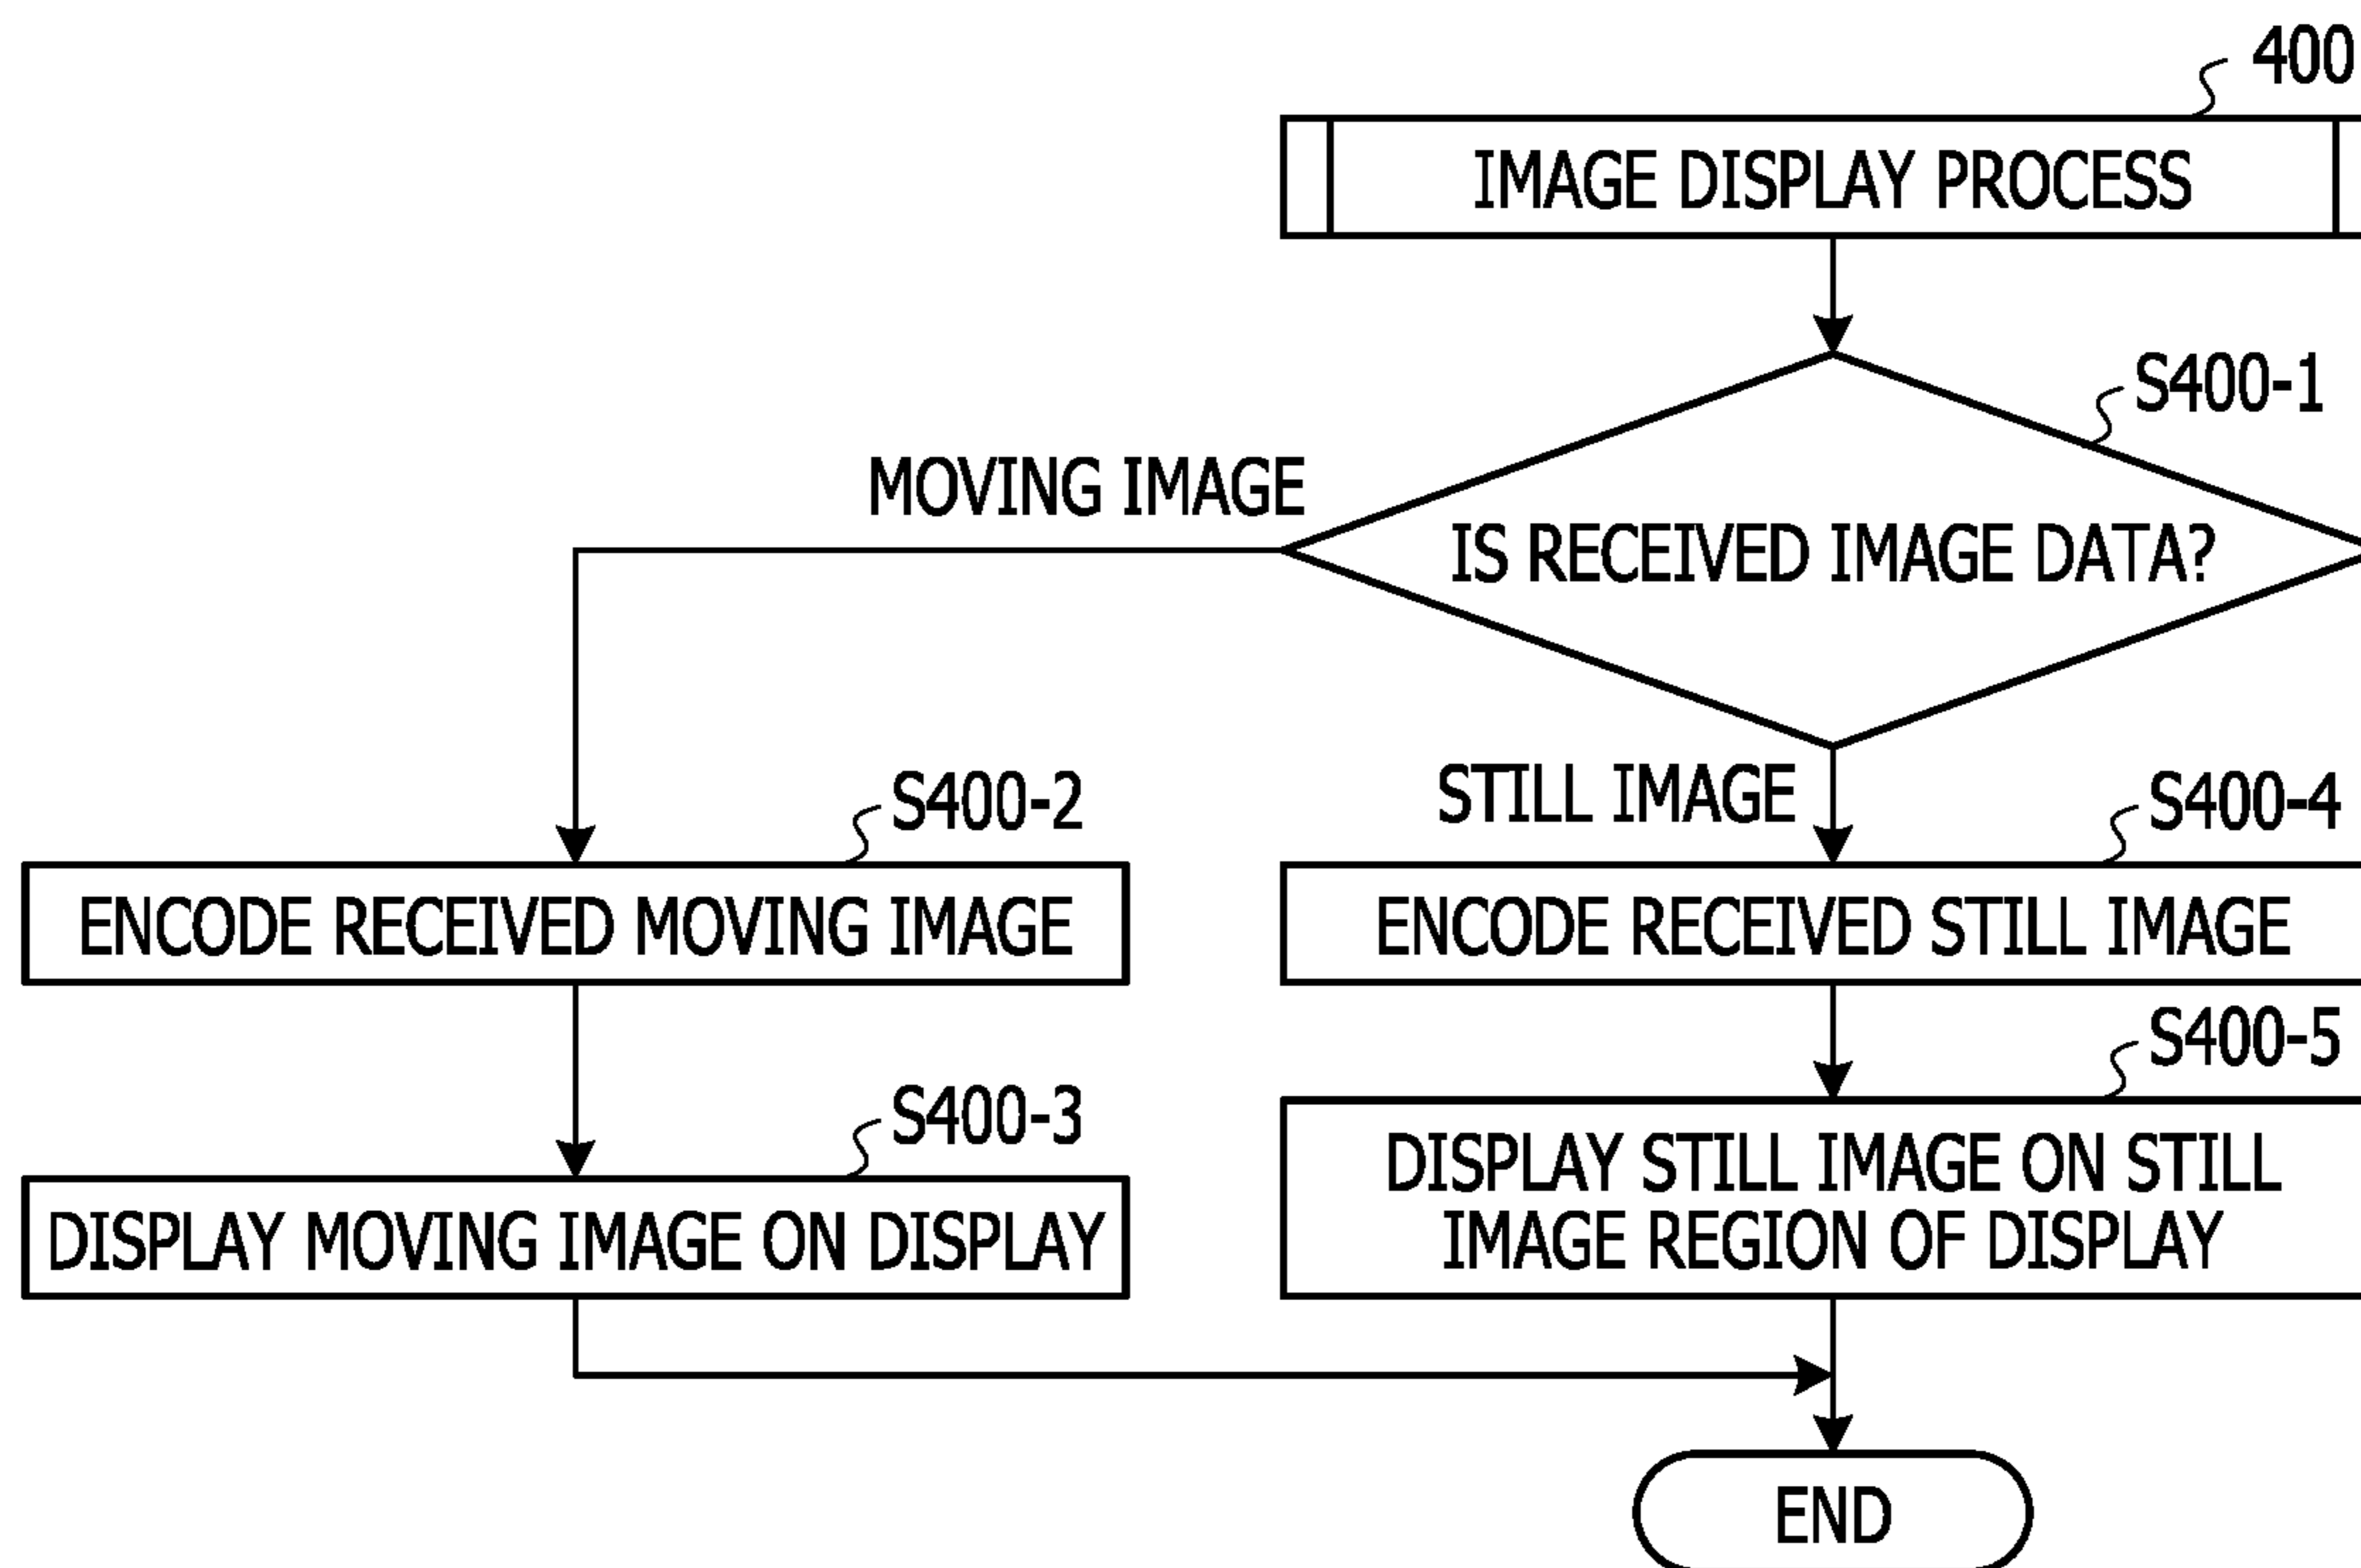 400
IMAGE DISPLAY PROCESS
S400-1
MOVING IMAGE
IS RECEIVED IMAGE DATA?
STILL IMAGE
S400-2
ENCODE RECEIVED MOVING IMAGE
S400-3
DISPLAY MOVING IMAGE ON DISPLAY
S400-4
ENCODE RECEIVED STILL IMAGE
S400-5
DISPLAY STILL IMAGE ON STILL
IMAGE REGION OF DISPLAY
END